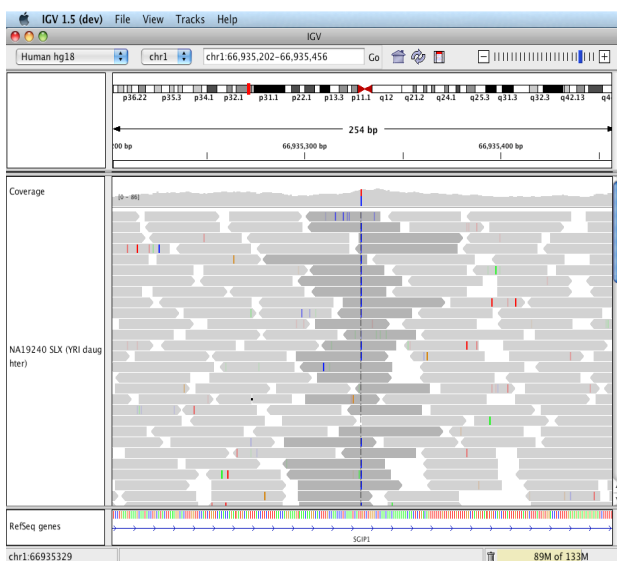 IGV 1.5 (dev) File View Tracks Help
IGV
Human hg18 chr1 chr1:66,935,202-66,935,456 Go
p36.22 p35.3 p34.1 p32.1 p31.1 p22.1 p13.3 p11.1 q12 q21.2 q24.1 q25.3 q31.3 q32.3 q42.13 q4
254 bp
200 bp 66,935,300 bp 66,935,400 bp
Coverage
[0 - 86]
NA19240 SLX (YRI daug
hter)
RefSeq genes
SGIP1
chr1:66935329 89M of 133M